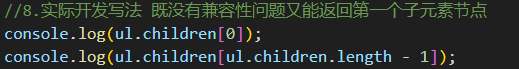 //8.实际开发写法 既没有兼容性问题又能返回第一个子元素节点
console.log(ul.children[0]);
console.log(ul.children[ul.children.length - 1]);